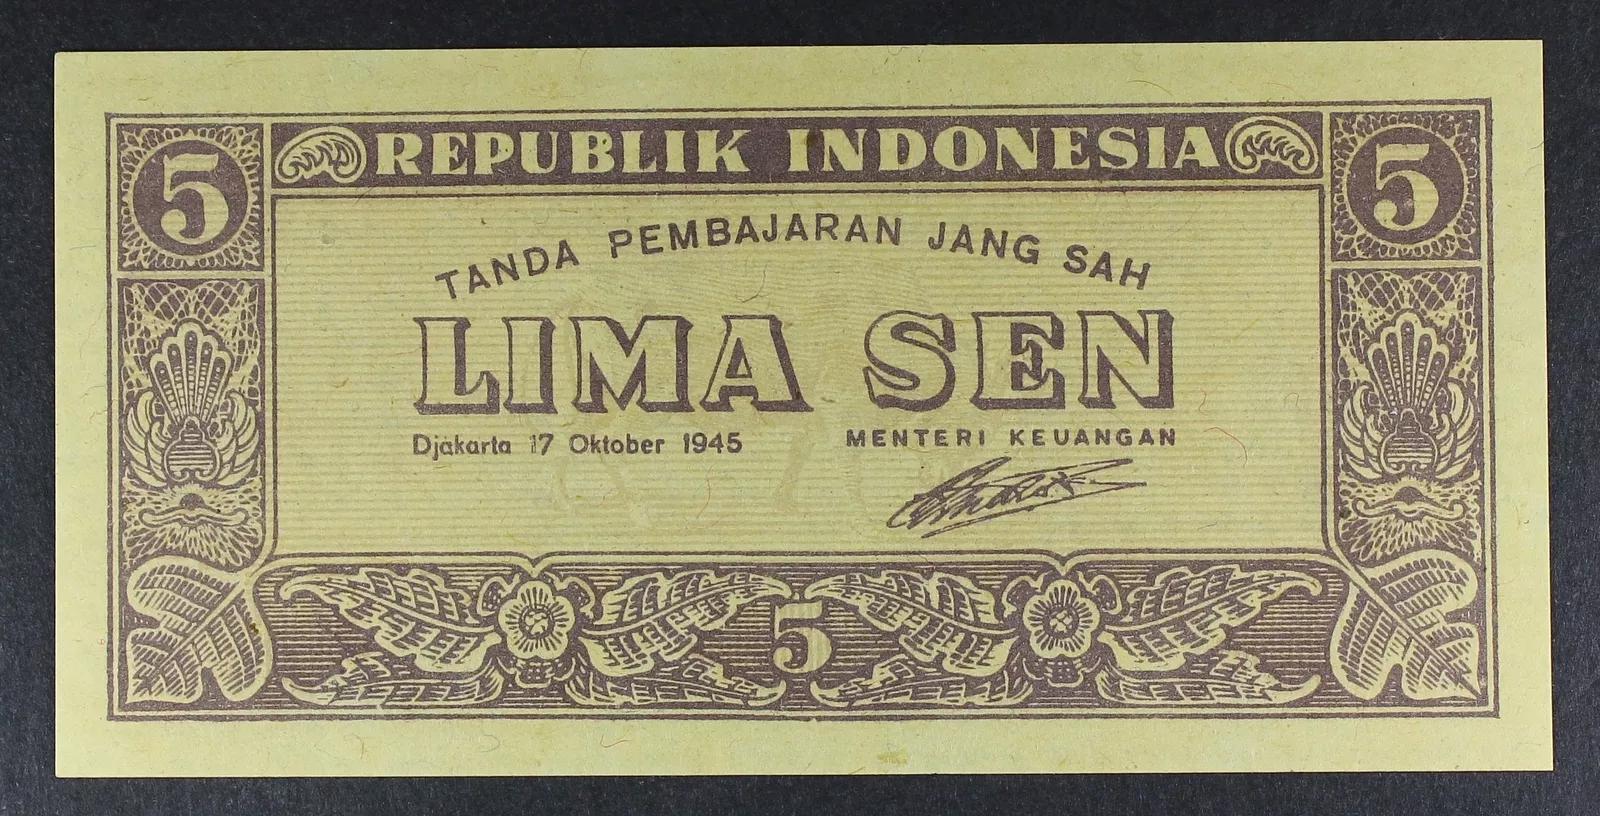 5 REPUBLIK INDONESIA 5
TANDA PEMBAJARAN JANG SAH
LIMA SEN
Djakarta 17 Oktober 1945
MENTERI KEUANGAN
5